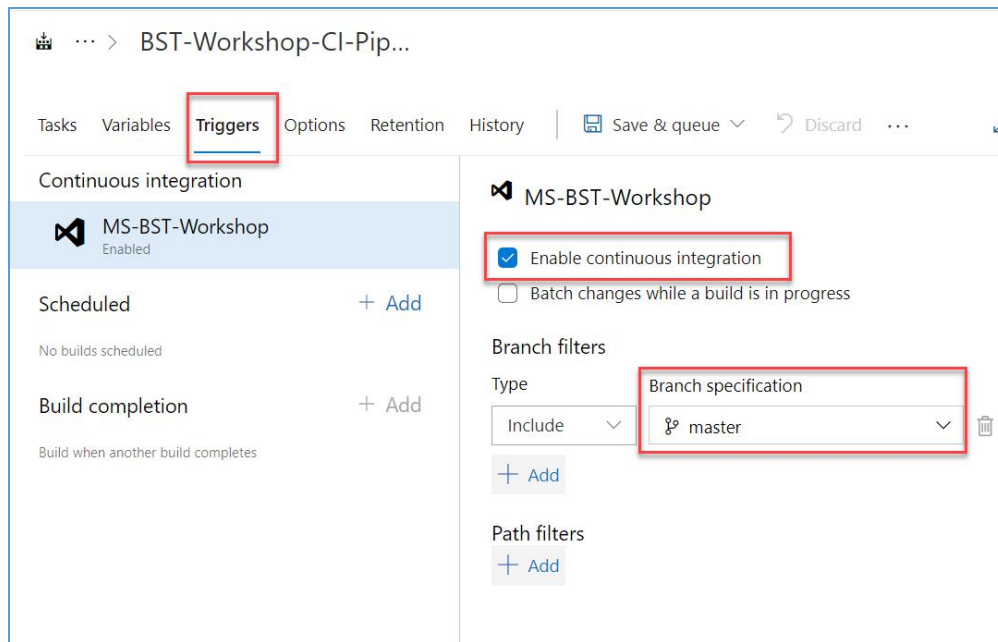 ... > BST-Workshop-CI-Pip...
Tasks Variables Triggers Options Retention History Save & queue Discard ...
Continuous integration
MS-BST-Workshop
Enabled
Scheduled + Add
No builds scheduled
Build completion + Add
Build when another build completes
MS-BST-Workshop
Enable continuous integration
Batch changes while a build is in progress
Branch filters
Type Branch specification
Include master
+ Add
Path filters
+ Add